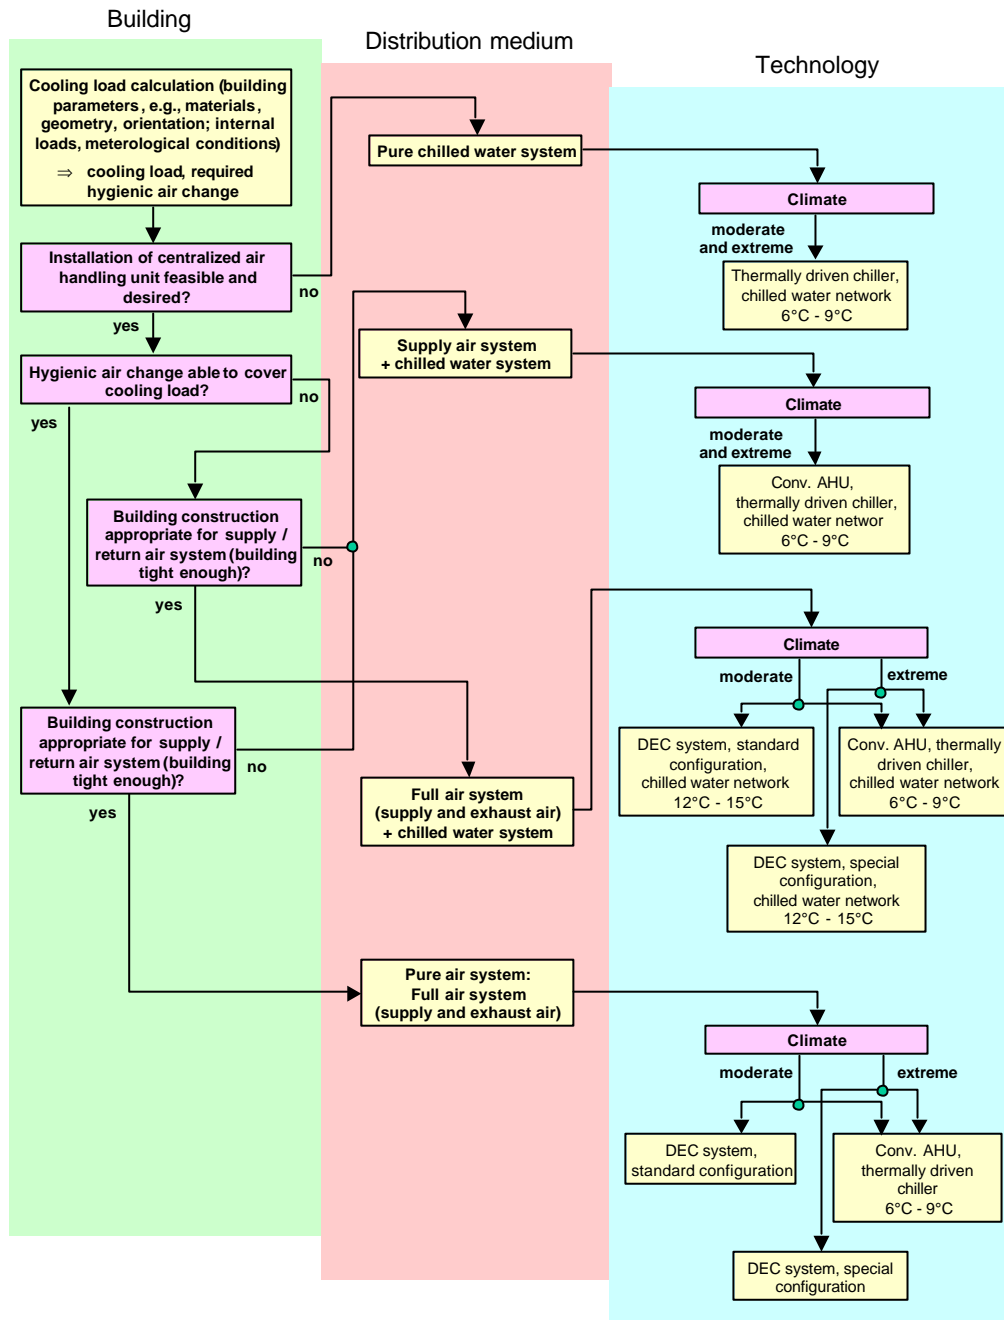 Building
Distribution medium
Technology
Cooling load calculation (building
parameters, e.g., materials,
geometry, orientation; internal
loads, meterological conditions)
⇒ cooling load, required
hygienic air change
Installation of centralized air
handling unit feasible and
desired?
no
yes
Hygienic air change able to cover
cooling load?
no
yes
Building construction
appropriate for supply /
return air system (building
tight enough)?
no
yes
Building construction
appropriate for supply /
return air system (building
tight enough)?
no
yes
Pure chilled water system
Supply air system
+ chilled water system
Full air system
(supply and exhaust air)
+ chilled water system
Pure air system:
Full air system
(supply and exhaust air)
Climate
moderate
and extreme
Thermally driven chiller,
chilled water network
6°C - 9°C
Climate
moderate
and extreme
Conv. AHU,
thermally driven chiller,
chilled water networ
6°C - 9°C
Climate
moderate
extreme
DEC system, standard
configuration,
chilled water network
12°C - 15°C
Conv. AHU, thermally
driven chiller,
chilled water network
6°C - 9°C
DEC system, special
configuration,
chilled water network
12°C - 15°C
Climate
moderate
extreme
DEC system,
standard configuration
Conv. AHU,
thermally driven
chiller
6°C - 9°C
DEC system, special
configuration